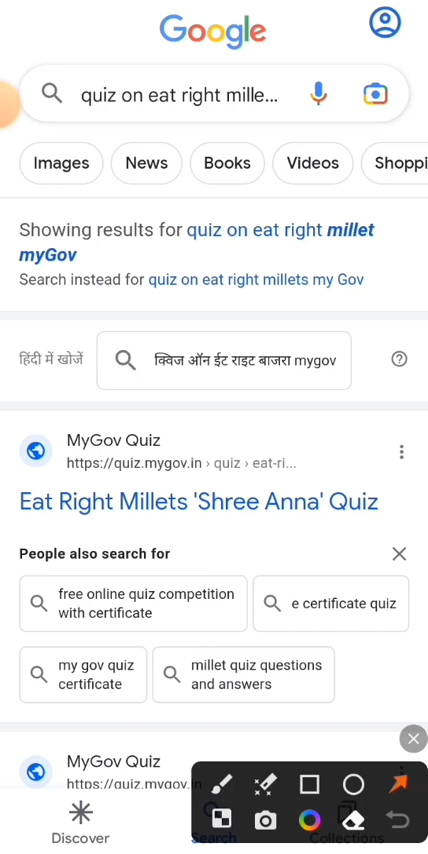 Google
quiz on eat right mille...
Images News Books Videos Shoppi
Showing results for quiz on eat right millet
myGov
Search instead for quiz on eat right millets my Gov
हिंदी में खोजें क्विज ऑन ईट राइट बाजरा mygov
MyGov Quiz
https://quiz.mygov.in › quiz › eat-ri...
Eat Right Millets 'Shree Anna' Quiz
People also search for
free online quiz competition
with certificate
e certificate quiz
my gov quiz
certificate
millet quiz questions
and answers
MyGov Quiz
https://quiz.mygov.in
Discover Search Collections